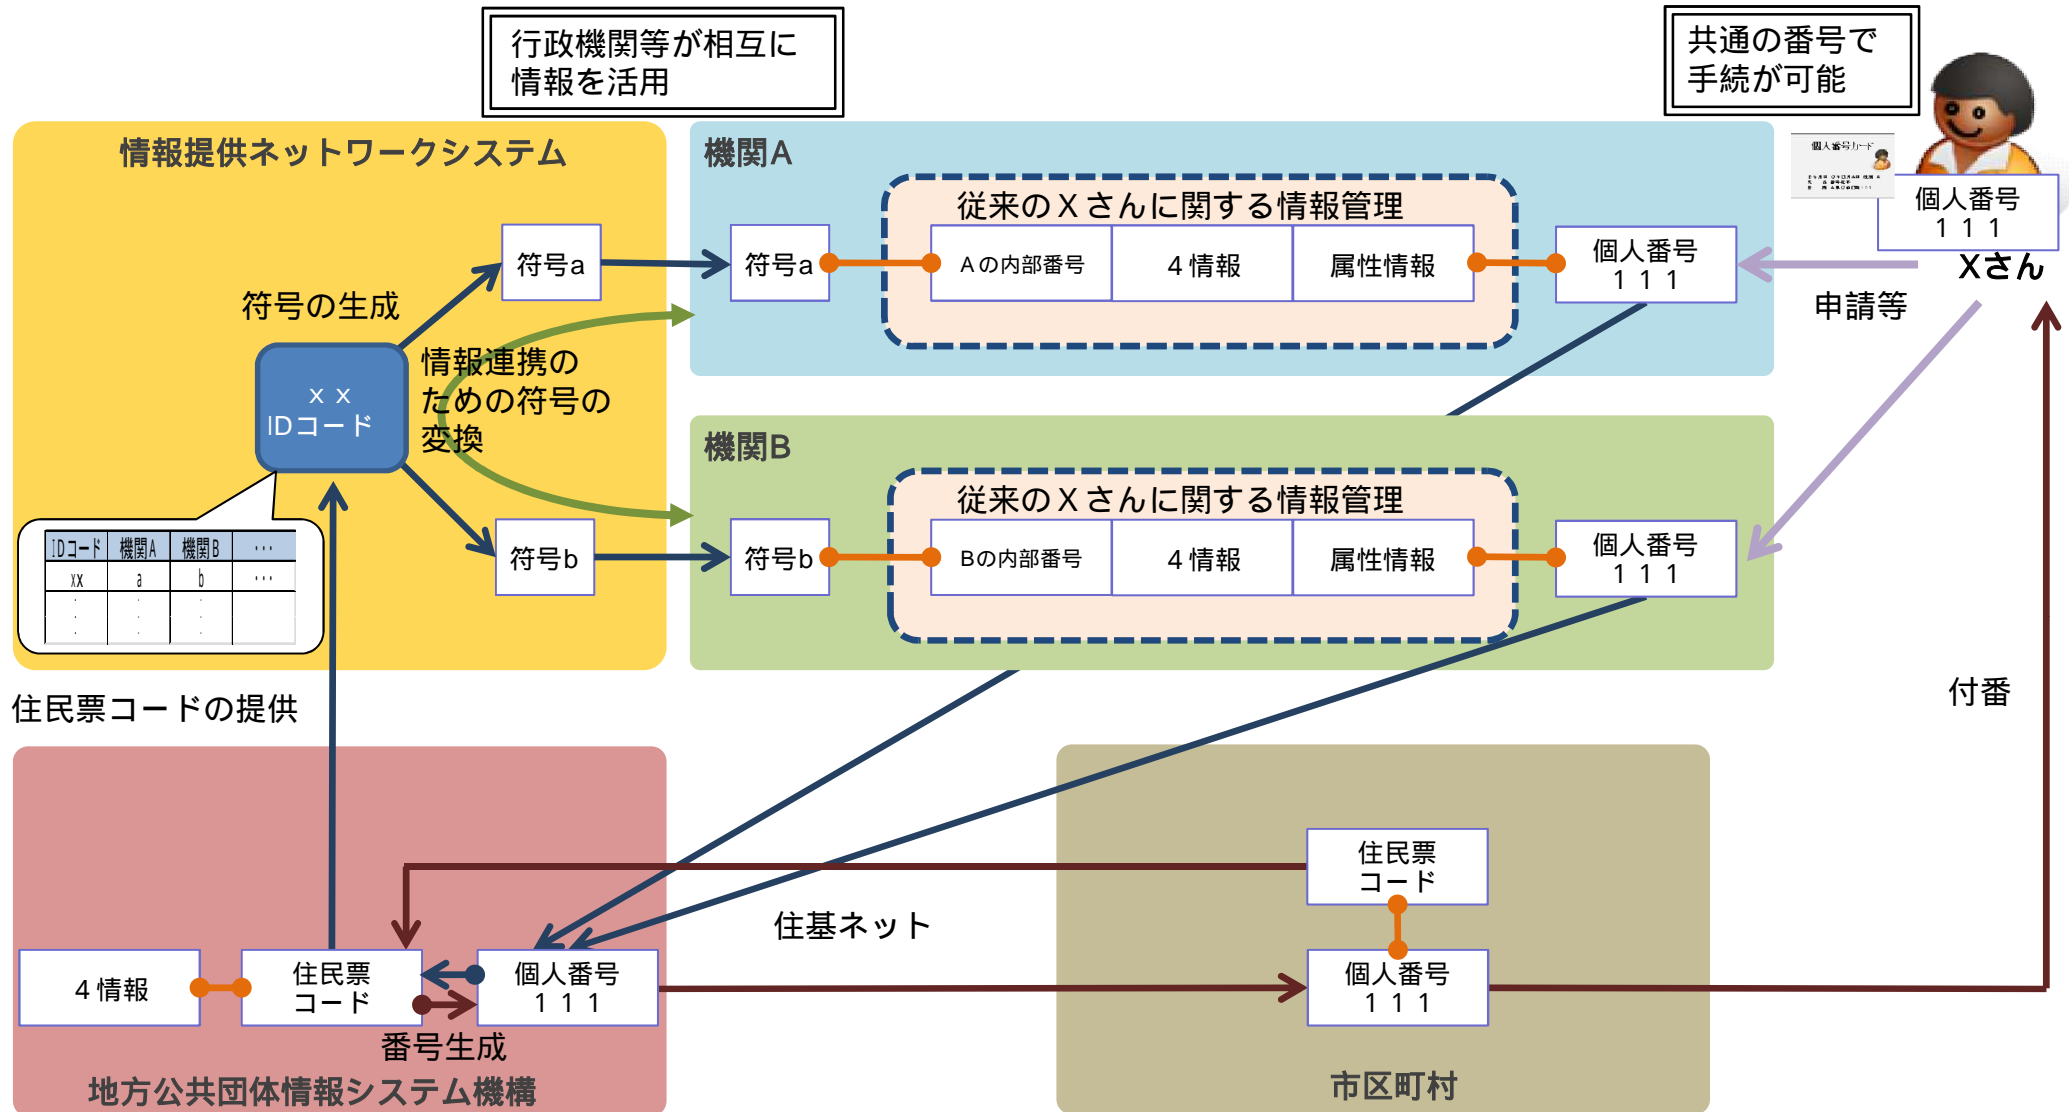 行政機関等が相互に
情報を活用
共通の番号で
手続が可能
情報提供ネットワークシステム
機関A
個人番号カード
従来のXさんに関する情報管理
個人番号
111
Xさん
符号a
符号a
Aの内部番号
4情報
属性情報
個人番号
111
申請等
符号の生成
xx
IDコード
情報連携の
ための符号の
変換
機関B
従来のXさんに関する情報管理
符号b
符号b
Bの内部番号
4情報
属性情報
個人番号
111
IDコード 機関A 機関B ・・・
xx a b ・・・
住民票コードの提供
付番
住民票
コード
住基ネット
4情報
住民票
コード
個人番号
111
個人番号
111
番号生成
地方公共団体情報システム機構
市区町村